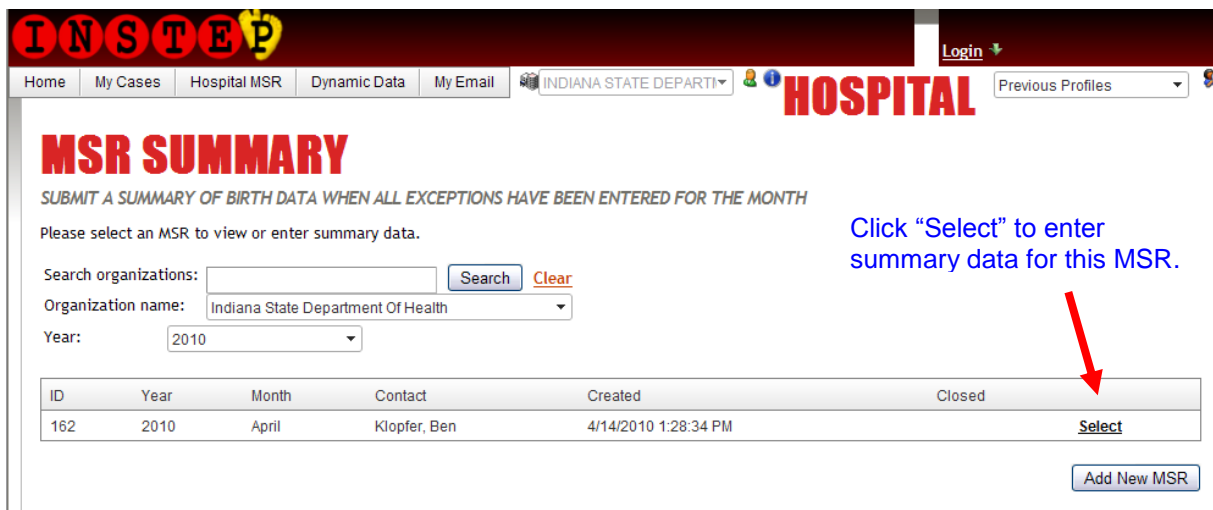 INSTEP
Login
Home My Cases Hospital MSR Dynamic Data My Email INDIANA STATE DEPARTM HOSPITAL Previous Profiles
MSR SUMMARY
SUBMIT A SUMMARY OF BIRTH DATA WHEN ALL EXCEPTIONS HAVE BEEN ENTERED FOR THE MONTH
Please select an MSR to view or enter summary data.
Click “Select” to enter
summary data for this MSR.
Search organizations: Search Clear
Organization name: Indiana State Department Of Health
Year: 2010
ID Year Month Contact Created Closed
162 2010 April Klopfer, Ben 4/14/2010 1:28:34 PM Select
Add New MSR